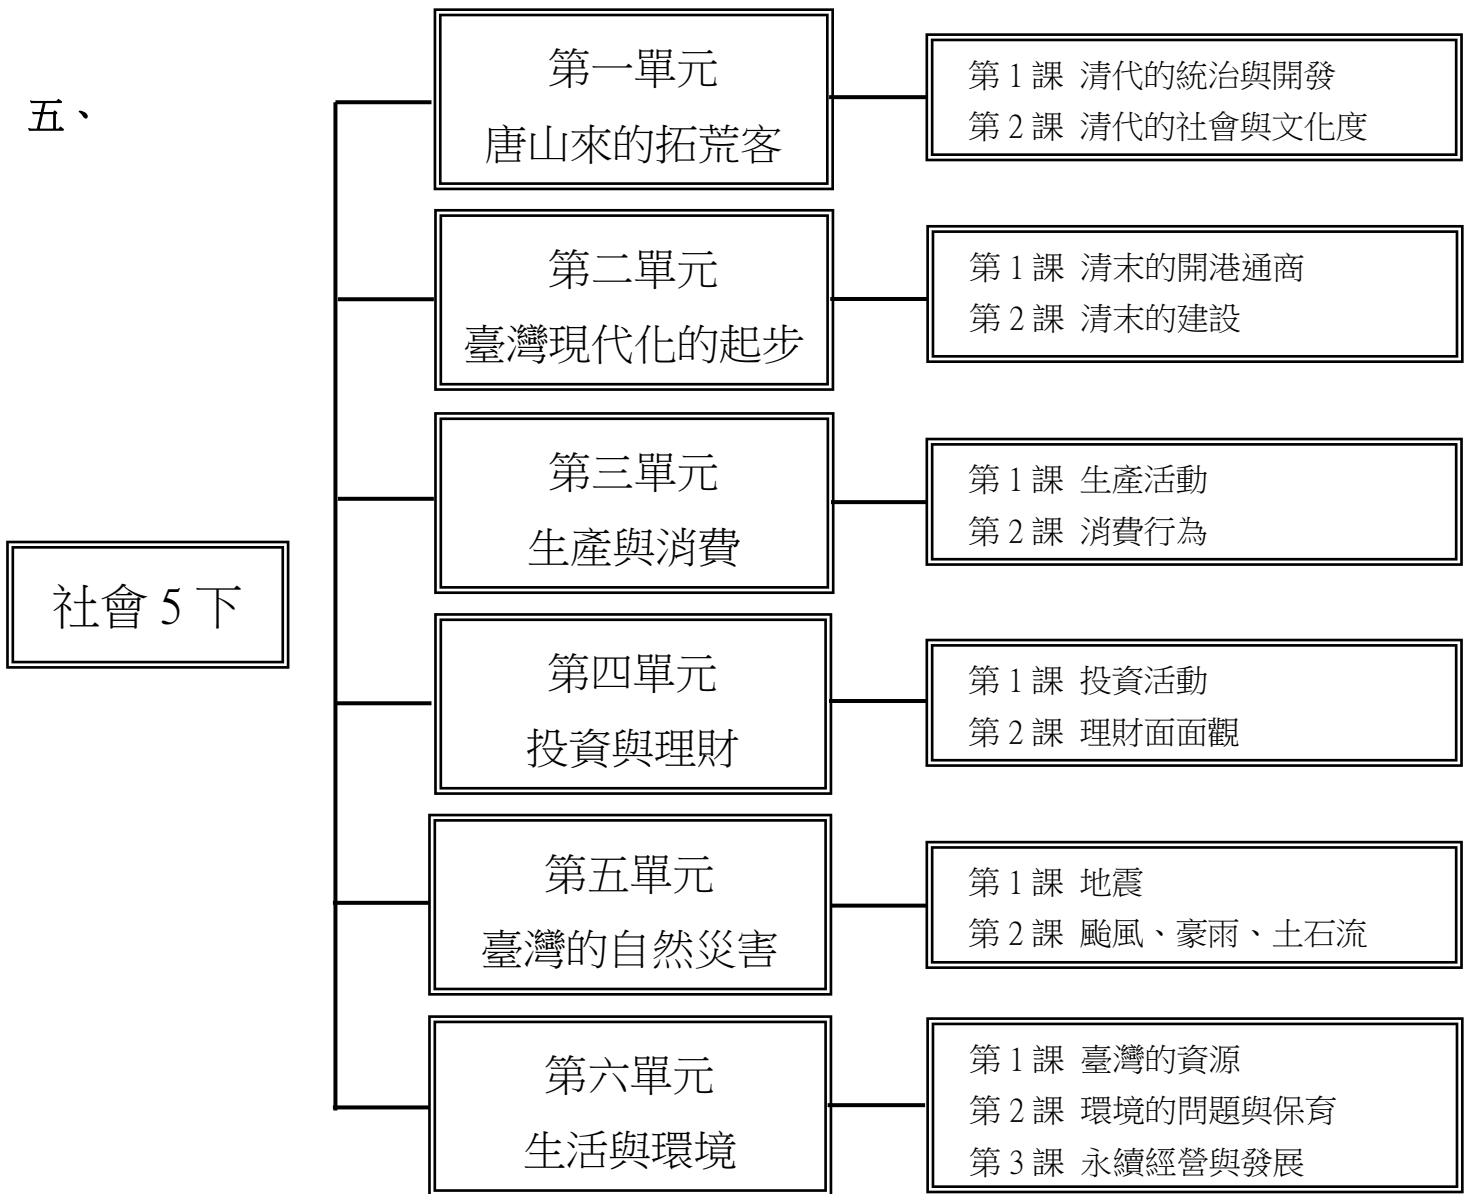 五、
社會 5 下
第一單元
唐山來的拓荒客
第 1 課 清代的統治與開發
第 2 課 清代的社會與文化度
第二單元
臺灣現代化的起步
第 1 課 清末的開港通商
第 2 課 清末的建設
第三單元
生產與消費
第 1 課 生產活動
第 2 課 消費行為
第四單元
投資與理財
第 1 課 投資活動
第 2 課 理財面面觀
第五單元
臺灣的自然災害
第 1 課 地震
第 2 課 颱風、豪雨、土石流
第六單元
生活與環境
第 1 課 臺灣的資源
第 2 課 環境的問題與保育
第 3 課 永續經營與發展